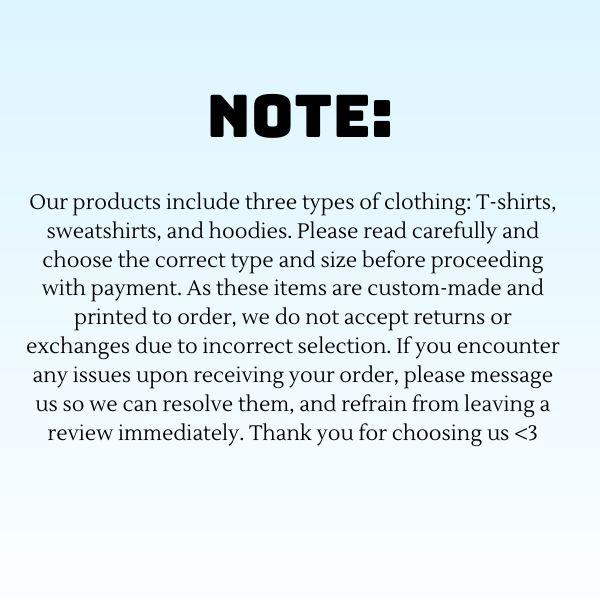 NOTE:
Our products include three types of clothing: T-shirts,
sweatshirts, and hoodies. Please read carefully and
choose the correct type and size before proceeding
with payment. As these items are custom-made and
printed to order, we do not accept returns or
exchanges due to incorrect selection. If you encounter
any issues upon receiving your order, please message
us so we can resolve them, and refrain from leaving a
review immediately. Thank you for choosing us <3